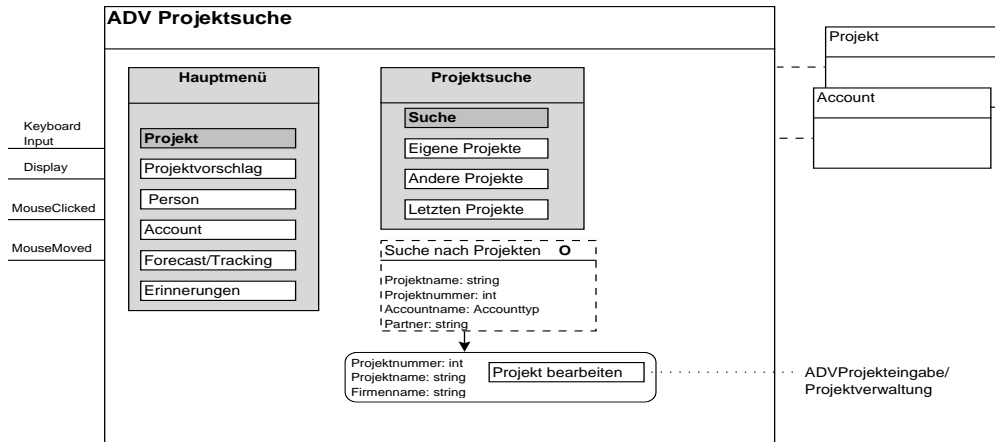 ADV Projektsuche
Keyboard
Input
Display
MouseClicked
MouseMoved
Hauptmenü
Projekt
Projektvorschlag
Person
Account
Forecast/Tracking
Erinnerungen
Projektsuche
Suche
Eigene Projekte
Andere Projekte
Letzten Projekte
Suche nach Projekten O
Projektname: string
Projektnummer: int
Accountname: Accounttyp
Partner: string
Projektnummer: int
Projektname: string
Firmenname: string
Projekt bearbeiten
Projekt
Account
ADVProjekteingabe/
Projektverwaltung